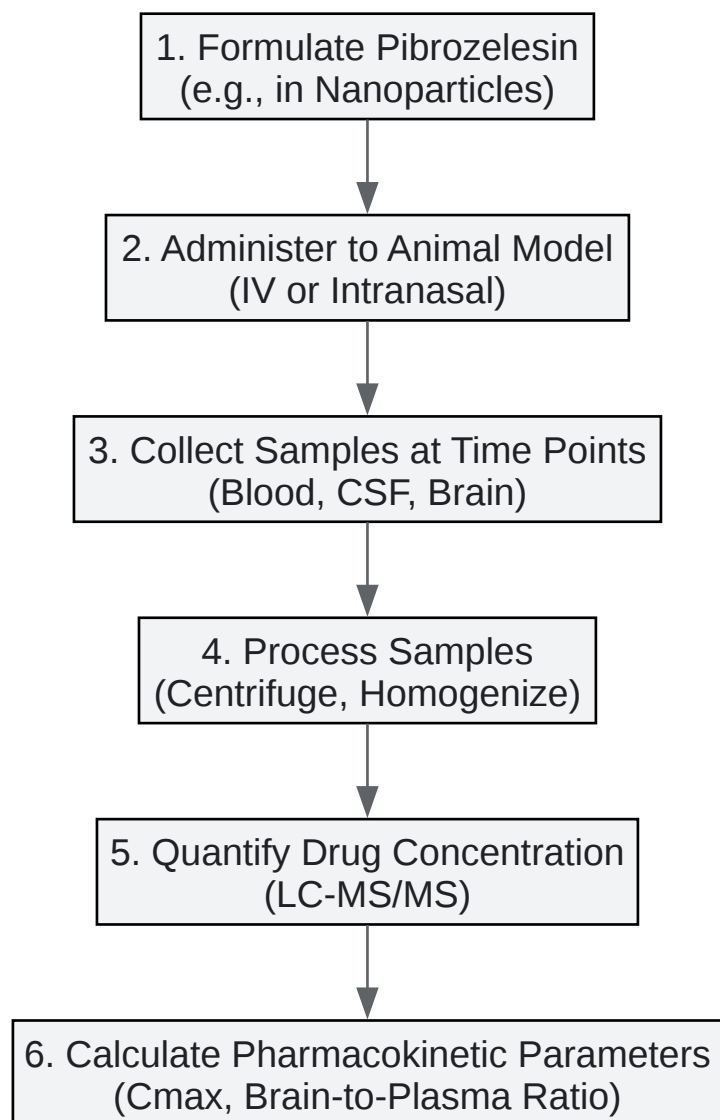 1. Formulate Pibrozelesin
(e.g., in Nanoparticles)
2. Administer to Animal Model
(IV or Intranasal)
3. Collect Samples at Time Points
(Blood, CSF, Brain)
4. Process Samples
(Centrifuge, Homogenize)
5. Quantify Drug Concentration
(LC-MS/MS)
6. Calculate Pharmacokinetic Parameters
(Cmax, Brain-to-Plasma Ratio)